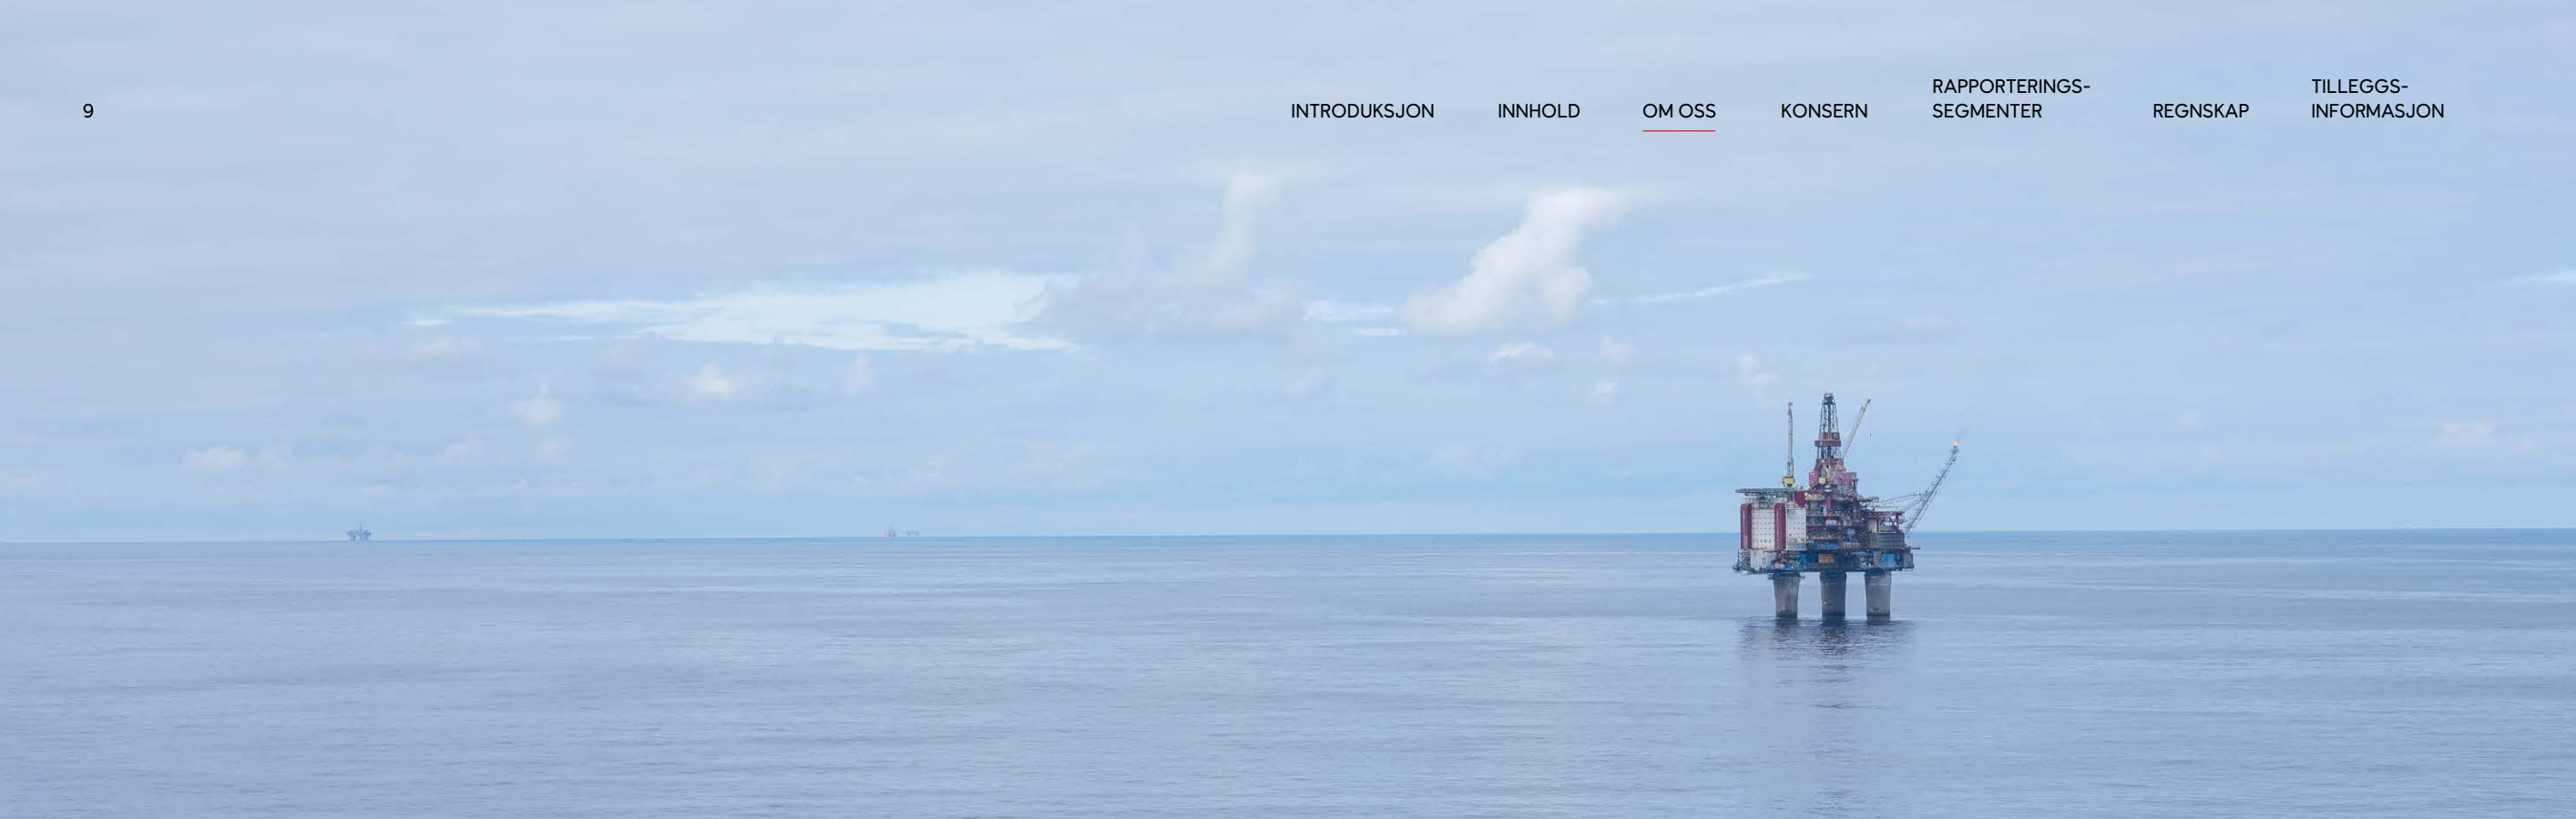 9
INTRODUKSJON
INNHOLD
OM OSS
KONSERN
RAPPORTERINGS-
SEGMENTER
REGNSKAP
TILLEGGS-
INFORMASJON